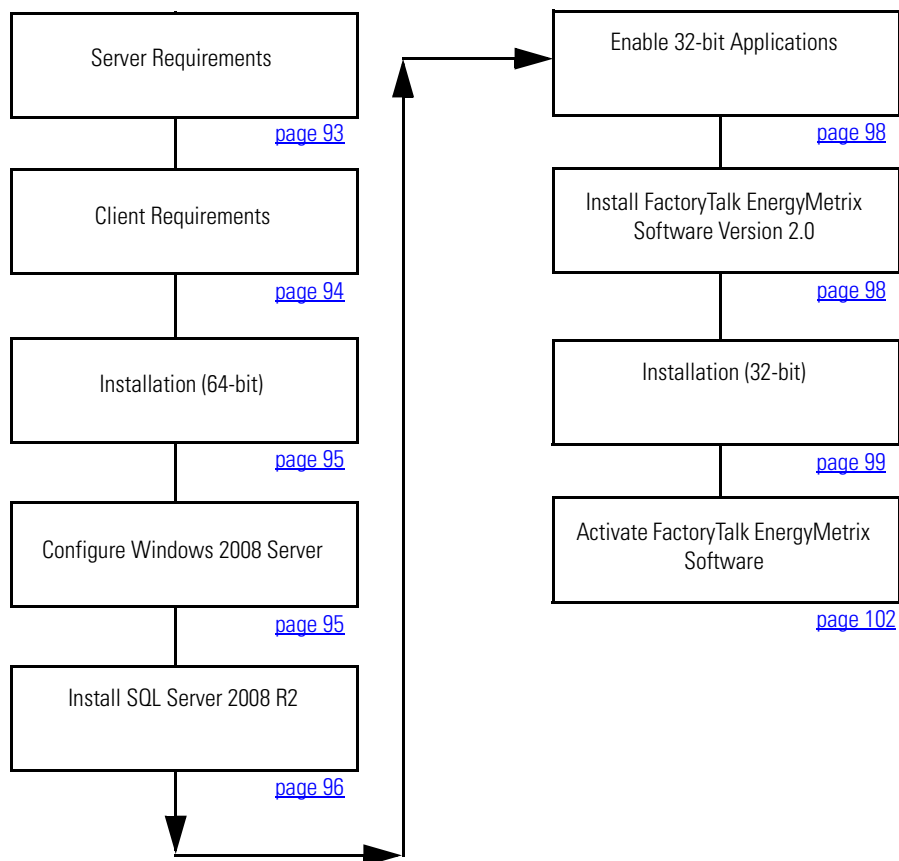 Server Requirements
page 93
Client Requirements
page 94
Installation (64-bit)
page 95
Configure Windows 2008 Server
page 95
Install SQL Server 2008 R2
page 96
Enable 32-bit Applications
page 98
Install FactoryTalk EnergyMetrix
Software Version 2.0
page 98
Installation (32-bit)
page 99
Activate FactoryTalk EnergyMetrix
Software
page 102